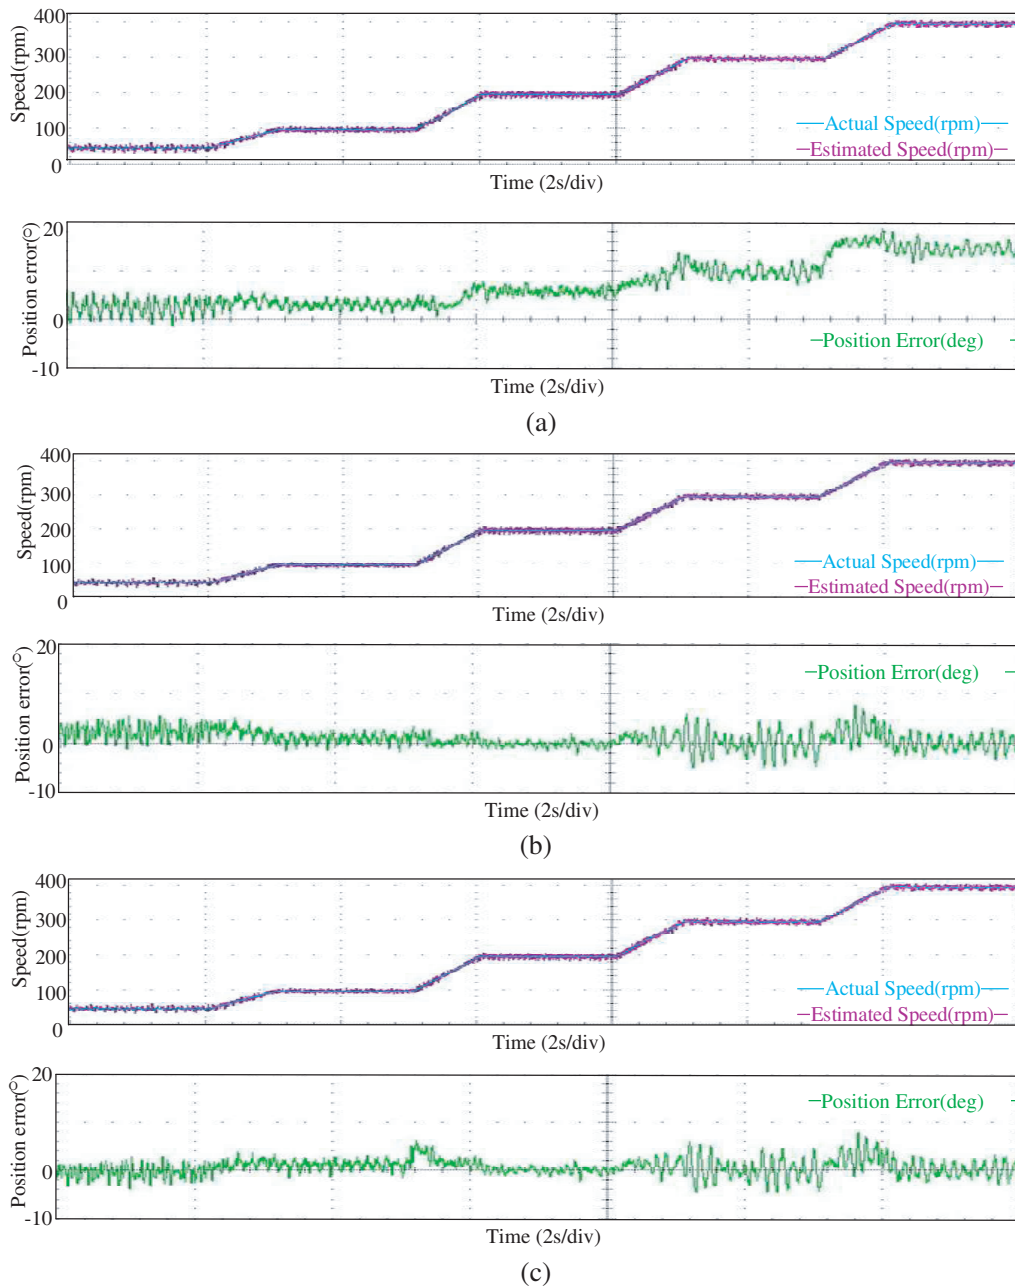 400
300
200
100
0
Speed(rpm)
Actual Speed(rpm)
Estimated Speed(rpm)
Time (2s/div)
20
10
0
-10
Position error(°)
Position Error(deg)
Time (2s/div)
(a)
400
300
200
100
0
Speed(rpm)
Actual Speed(rpm)
Estimated Speed(rpm)
Time (2s/div)
20
10
0
-10
Position error(°)
Position Error(deg)
Time (2s/div)
(b)
400
300
200
100
0
Speed(rpm)
Actual Speed(rpm)
Estimated Speed(rpm)
Time (2s/div)
20
10
0
-10
Position error(°)
Position Error(deg)
Time (2s/div)
(c)